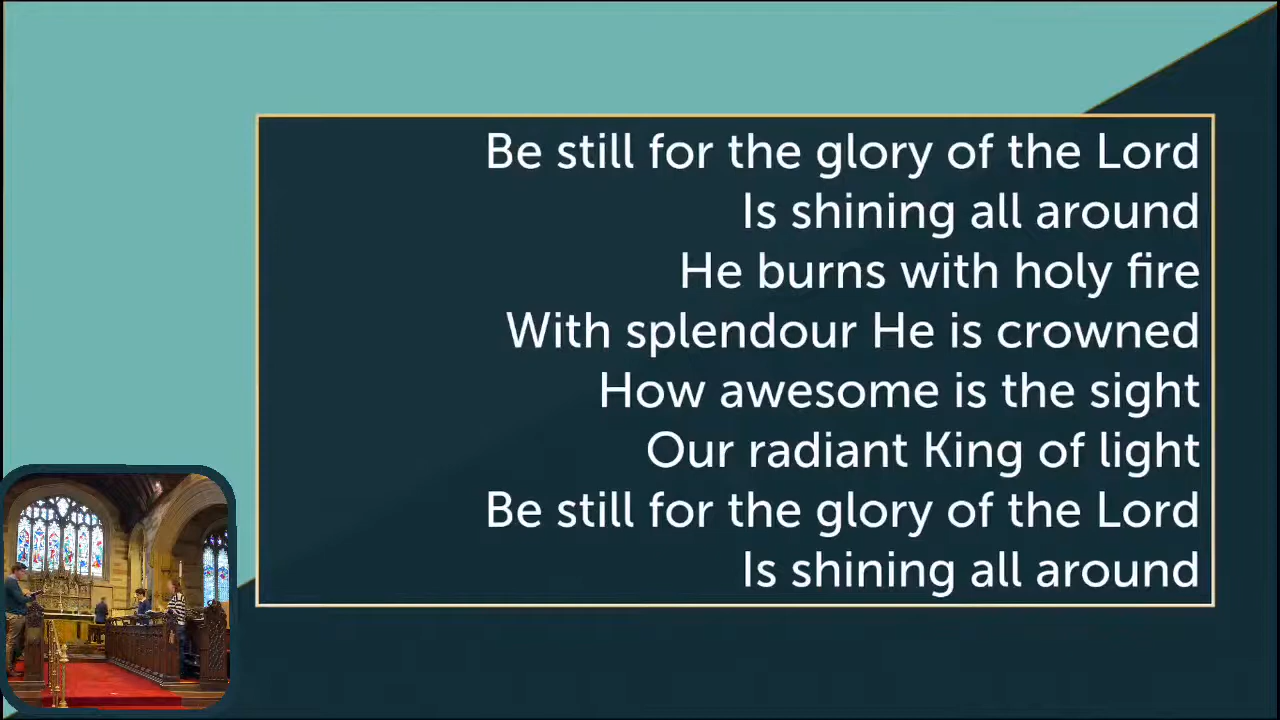 Be still for the glory of the Lord
Is shining all around
He burns with holy fire
With splendour He is crowned
How awesome is the sight
Our radiant King of light
Be still for the glory of the Lord
Is shining all around